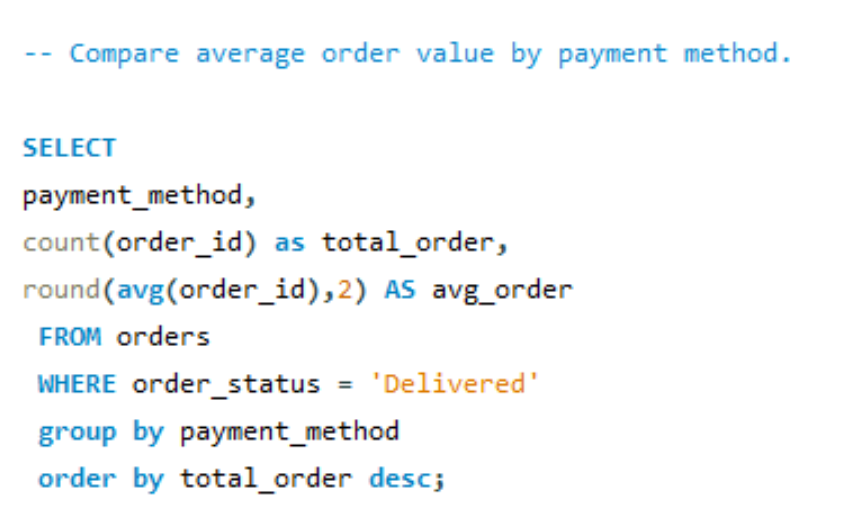 -- Compare average order value by payment method.
SELECT
payment_method,
count(order_id) as total_order,
round(avg(order_id),2) AS avg_order
FROM orders
WHERE order_status = 'Delivered'
group by payment_method
order by total_order desc;